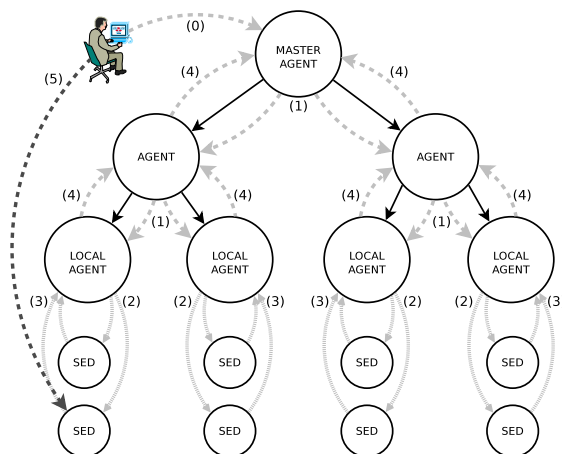 (0)
MASTER
AGENT
(5)
(4)
(4)
(1)
AGENT
AGENT
(4)
(1)
(4)
(4)
(1)
(4)
LOCAL
AGENT
LOCAL
AGENT
LOCAL
AGENT
LOCAL
AGENT
(3)
(2)
(2)
(3)
(3)
(2)
(2)
(3
SED
SED
SED
SED
SED
SED
SED
SED